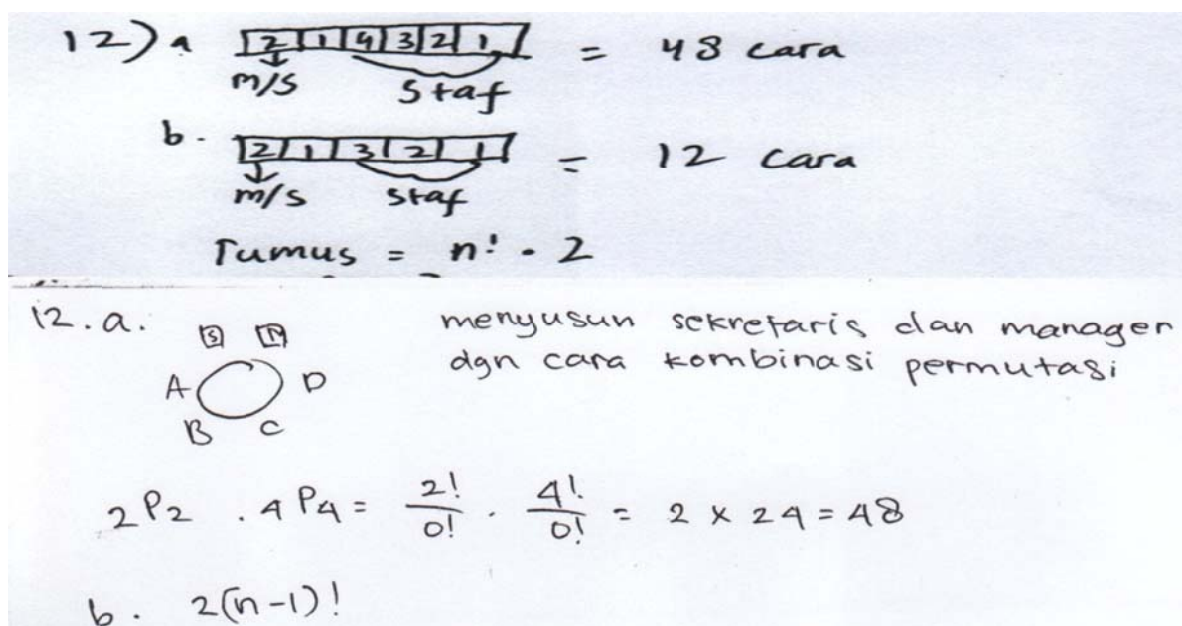 12) a 2 1 4 3 2 1 = 48 cara
m/s staf
b. 2 1 3 2 1 = 12 cara
m/s staf
Rumus = n! . 2
12. a. S M menyusun sekretaris dan manager
dgn cara kombinasi permutasi
A D
B C
2P2 . 4P4 = 2!/0! . 4!/0! = 2 x 24 = 48
b. 2(n-1)!